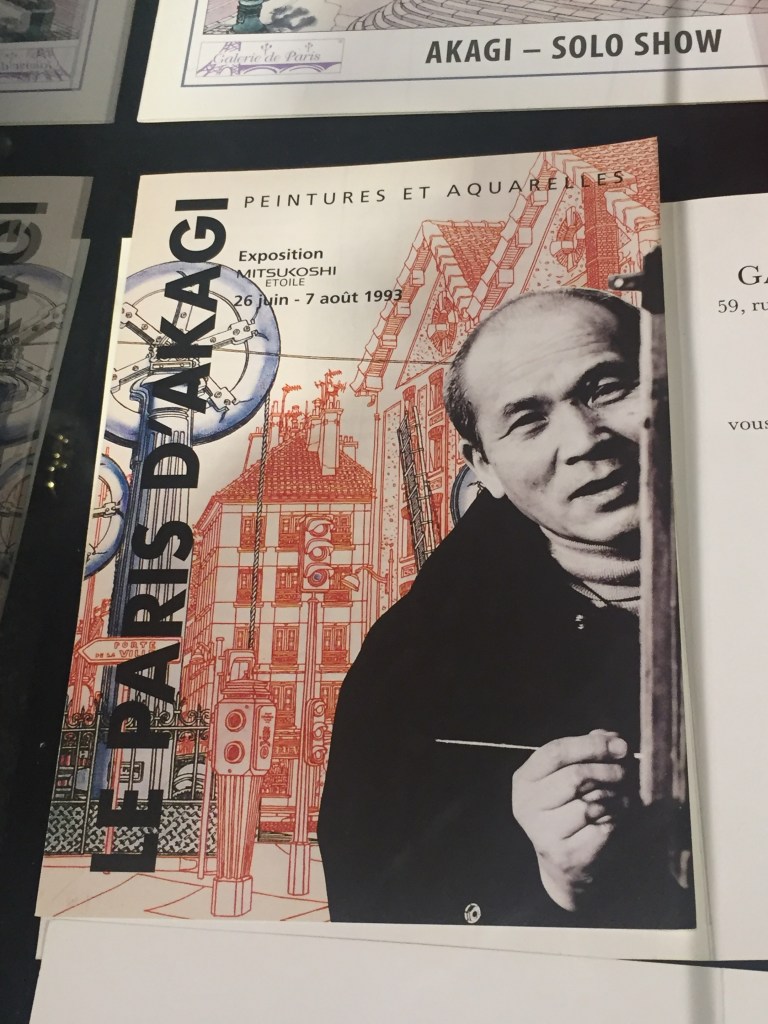 Galerie de Paris
AKAGI – SOLO SHOW
PEINTURES ET AQUARELLES
Exposition
MITSUKOSHI
ETOILE
26 juin - 7 août 1993
LE PARIS D'AKAGI
PORTE
DE LA VILLE
GA
59, ru
vous